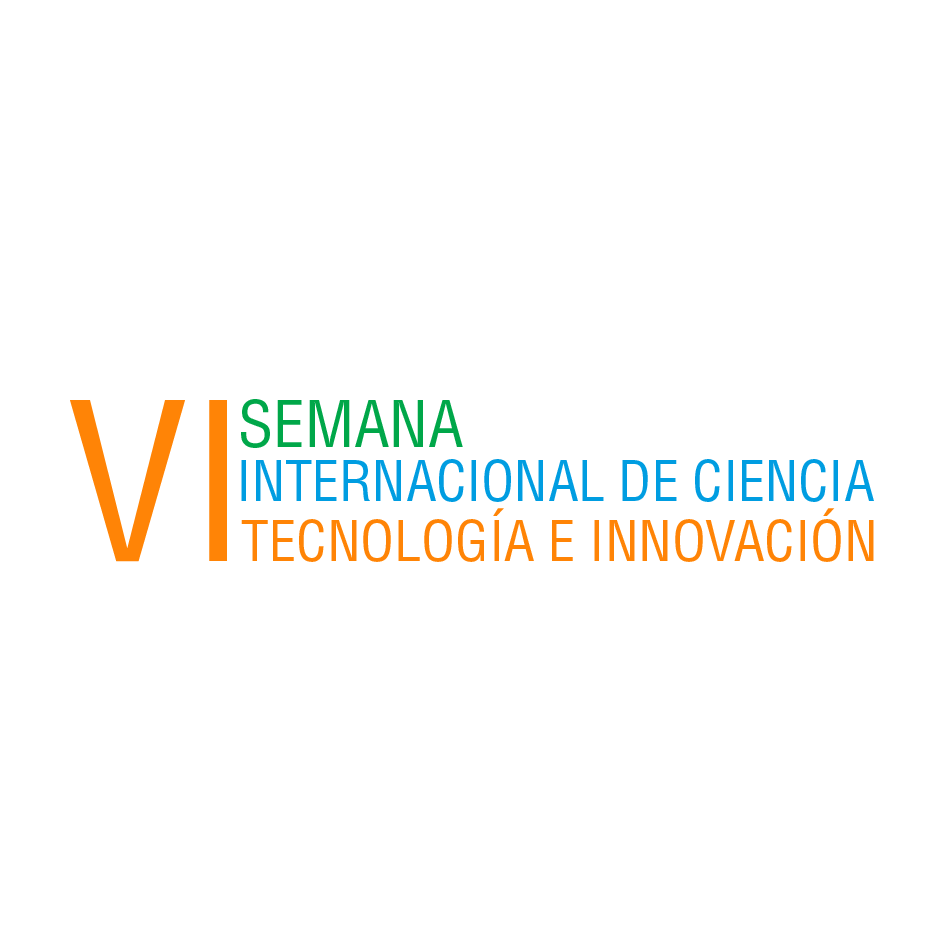 VI SEMANA
INTERNACIONAL DE CIENCIA
TECNOLOGÍA E INNOVACIÓN